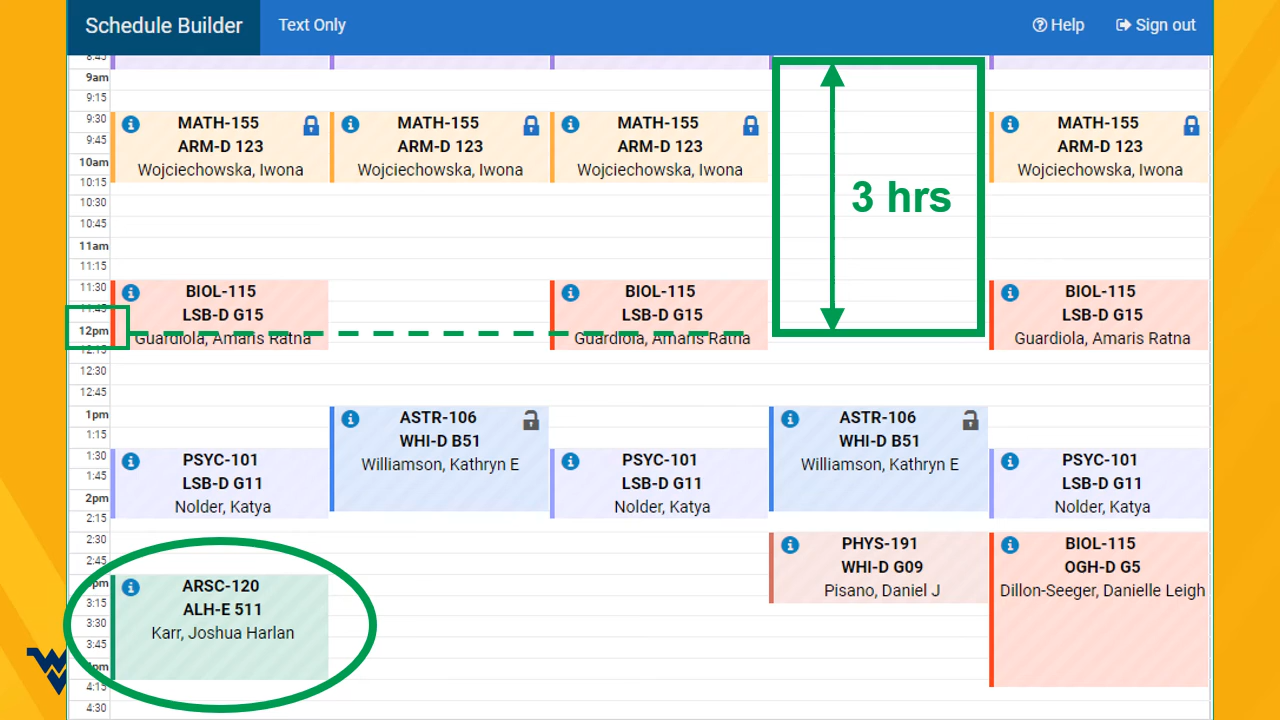 Schedule Builder
Text Only
Help
Sign out
8:45
9am
9:15
9:30
9:45
10am
10:15
10:30
10:45
11am
11:15
11:30
11:45
12pm
12:15
12:30
12:45
1pm
1:15
1:30
1:45
2pm
2:15
2:30
2:45
pm
3:15
3:30
3:45
pm
4:15
4:30
MATH-155
ARM-D 123
Wojciechowska, Iwona
BIOL-115
LSB-D G15
Guardiola, Amaris Ratna
PSYC-101
LSB-D G11
Nolder, Katya
ARSC-120
ALH-E 511
Karr, Joshua Harlan
MATH-155
ARM-D 123
Wojciechowska, Iwona
ASTR-106
WHI-D B51
Williamson, Kathryn E
MATH-155
ARM-D 123
Wojciechowska, Iwona
BIOL-115
LSB-D G15
Guardiola, Amaris Ratna
PSYC-101
LSB-D G11
Nolder, Katya
3 hrs
ASTR-106
WHI-D B51
Williamson, Kathryn E
PHYS-191
WHI-D G09
Pisano, Daniel J
MATH-155
ARM-D 123
Wojciechowska, Iwona
BIOL-115
LSB-D G15
Guardiola, Amaris Ratna
PSYC-101
LSB-D G11
Nolder, Katya
BIOL-115
OGH-D G5
Dillon-Seeger, Danielle Leigh